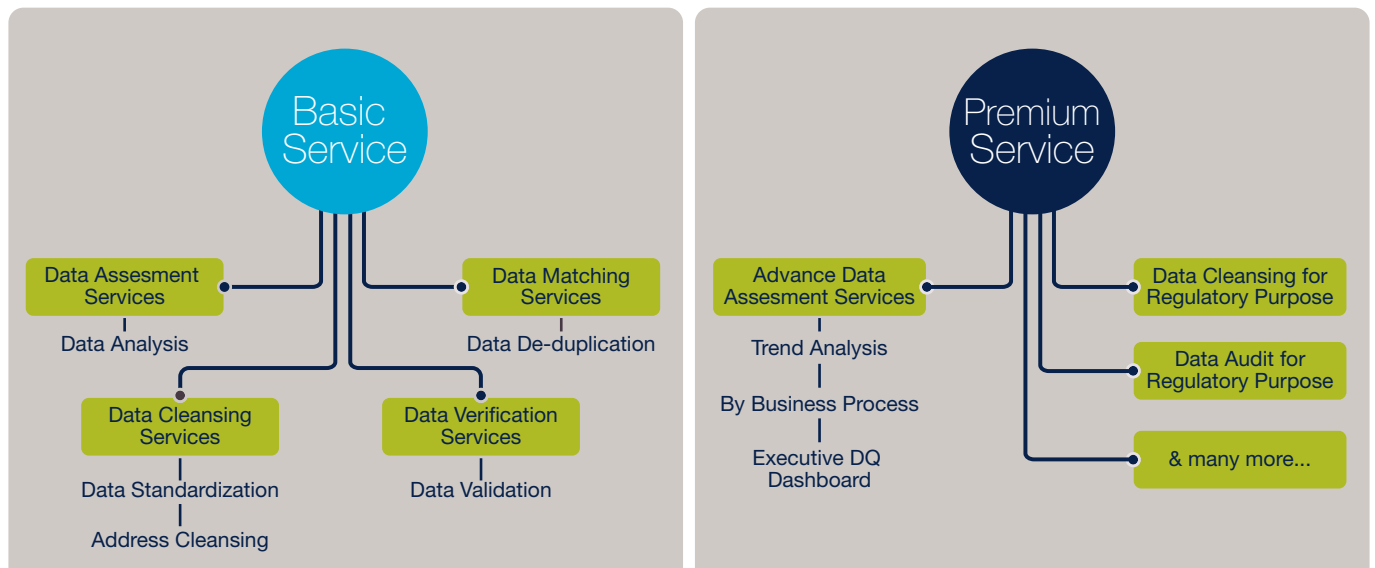 Basic
Service
Data Assesment
Services
Data Analysis
Data Matching
Services
Data De-duplication
Data Cleansing
Services
Data Standardization
Address Cleansing
Data Verification
Services
Data Validation
Premium
Service
Advance Data
Assesment Services
Trend Analysis
By Business Process
Executive DQ
Dashboard
Data Cleansing for
Regulatory Purpose
Data Audit for
Regulatory Purpose
& many more...